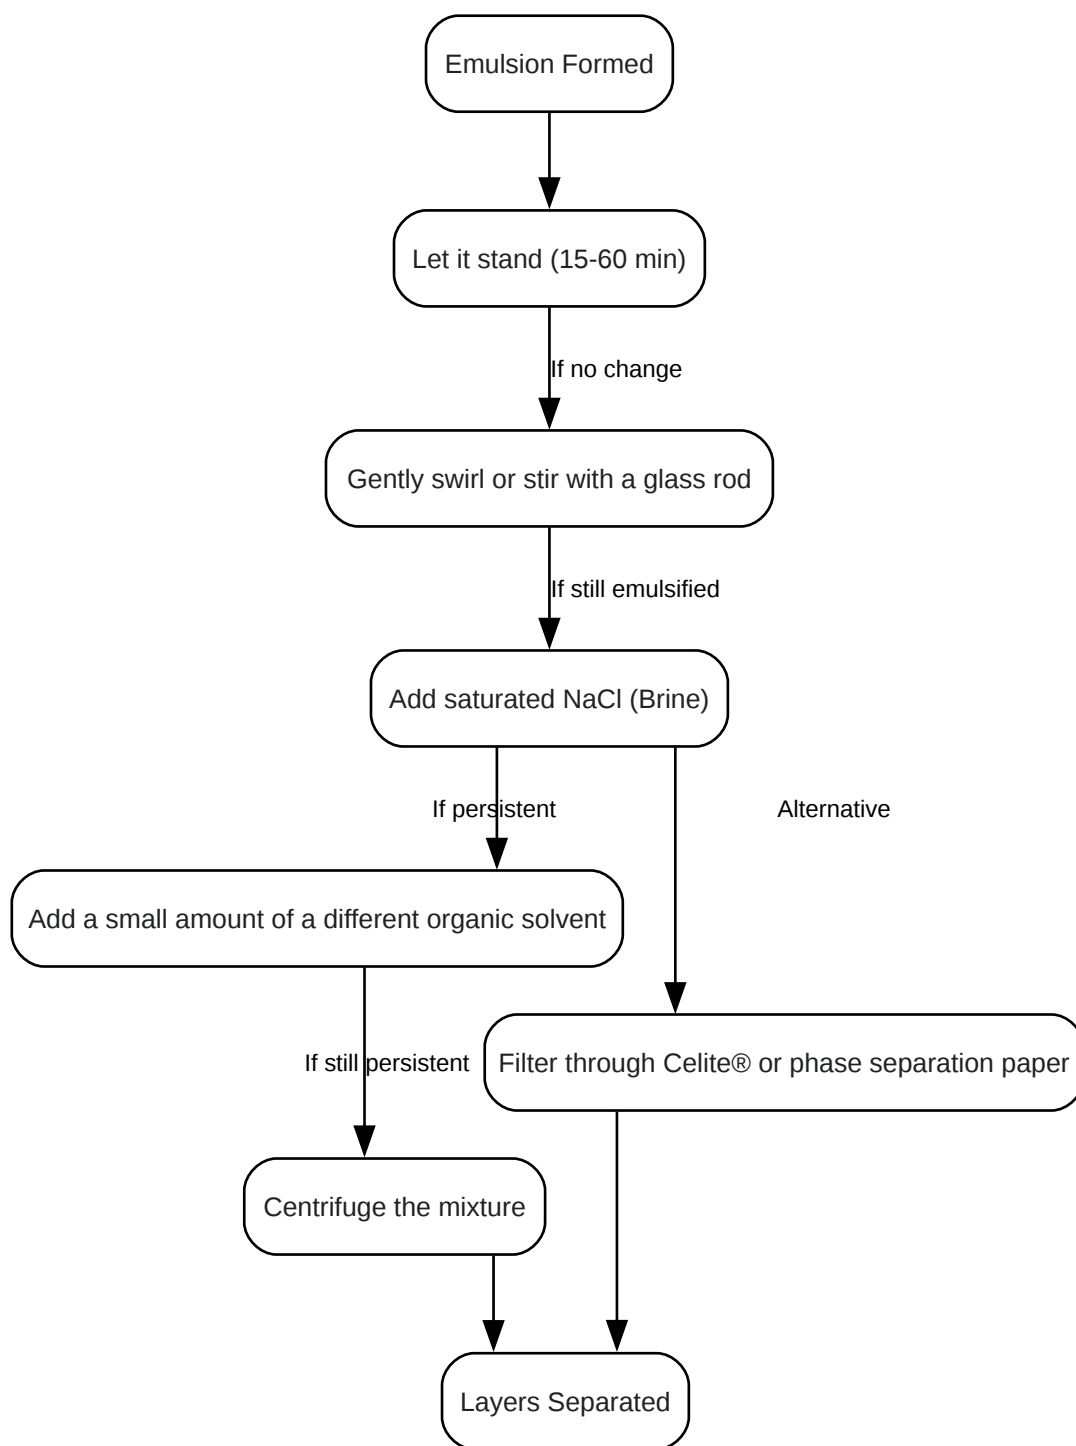 Emulsion Formed
Let it stand (15-60 min)
If no change
Gently swirl or stir with a glass rod
If still emulsified
Add saturated NaCl (Brine)
If persistent
Alternative
Add a small amount of a different organic solvent
If still persistent
Filter through Celite® or phase separation paper
Centrifuge the mixture
Layers Separated